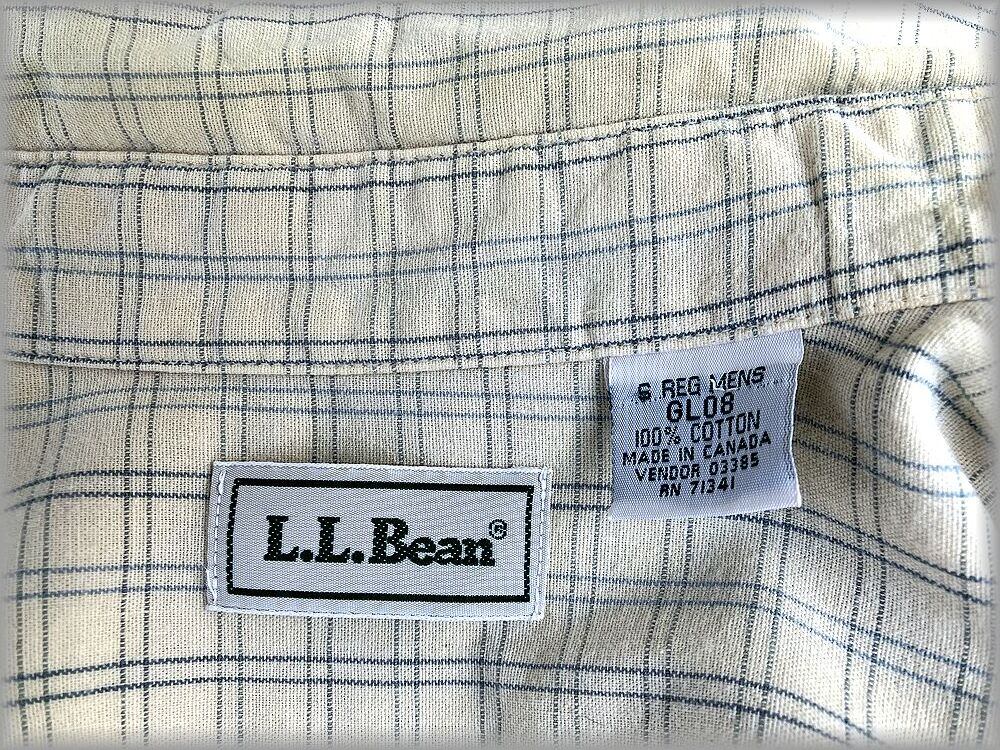 S REG MENS
GL08
100% COTTON
MADE IN CANADA
VENDOR 03385
RN 71341
L.L.Bean©